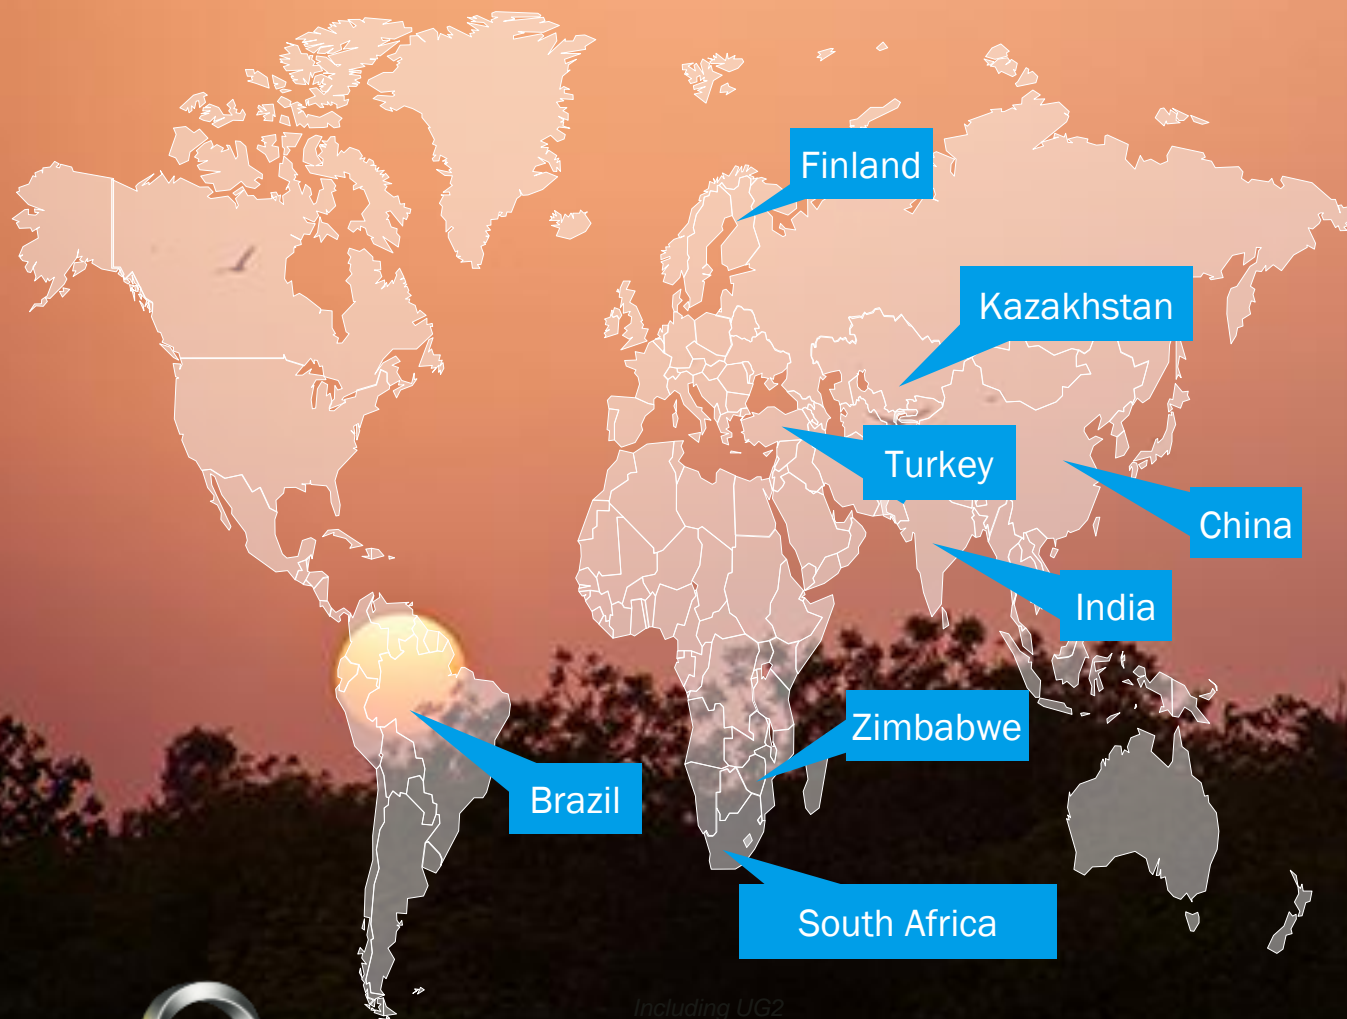 Finland
Kazakhstan
Turkey
China
India
Zimbabwe
Brazil
South Africa
Including UG2